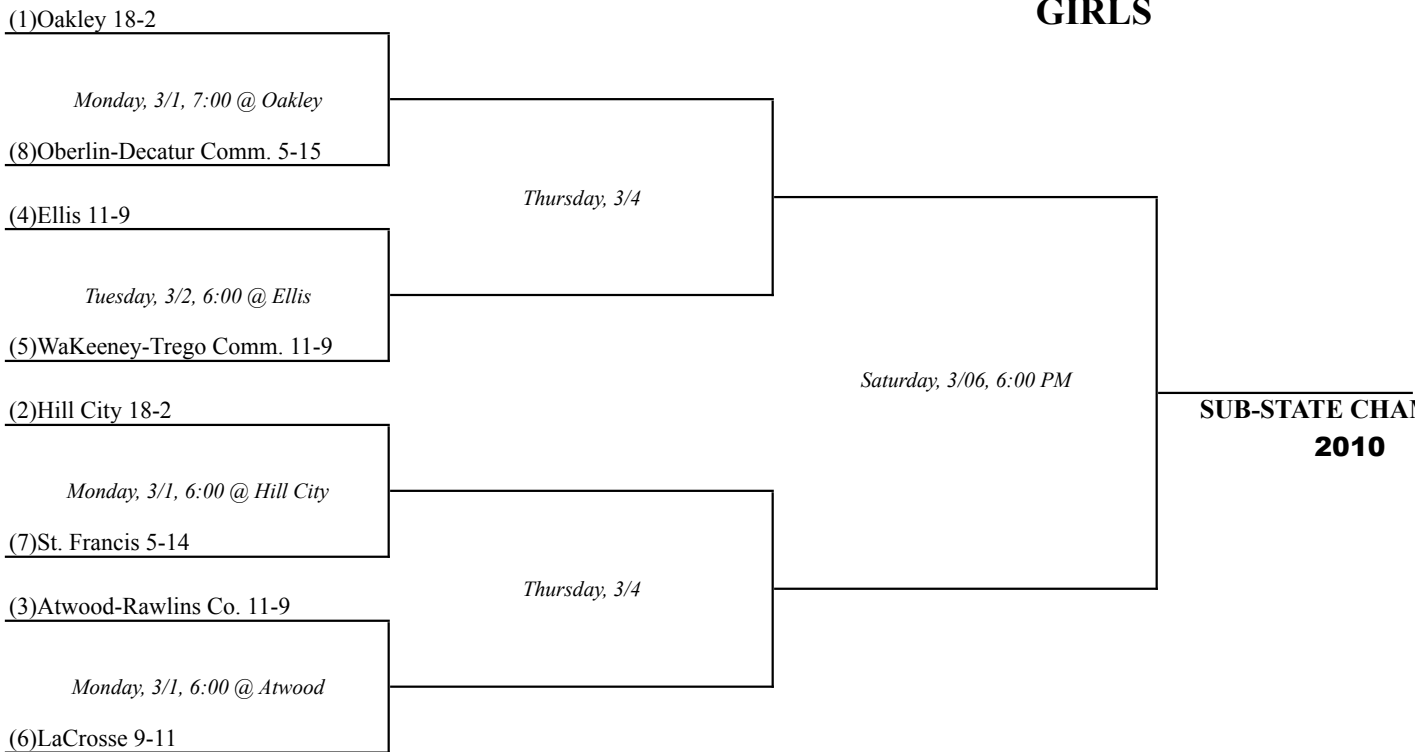 GIRLS
(1)Oakley 18-2
Monday, 3/1, 7:00 @ Oakley
(8)Oberlin-Decatur Comm. 5-15
Thursday, 3/4
(4)Ellis 11-9
Tuesday, 3/2, 6:00 @ Ellis
(5)WaKeeney-Trego Comm. 11-9
Saturday, 3/06, 6:00 PM
(2)Hill City 18-2
SUB-STATE
2010
Monday, 3/1, 6:00 @ Hill City
(7)St. Francis 5-14
Thursday, 3/4
(3)Atwood-Rawlins Co. 11-9
Monday, 3/1, 6:00 @ Atwood
(6)LaCrosse 9-11